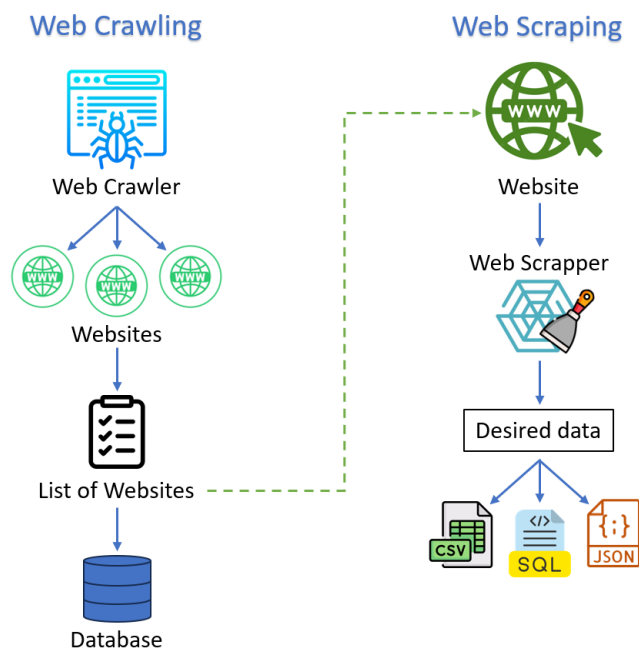 Web Crawling
Web Crawler
WWW
WWW
WWW
Websites
List of Websites
Database
Web Scraping
WWW
Website
Web Scrapper
Desired data
CSV
</>
SQL
{;}
JSON